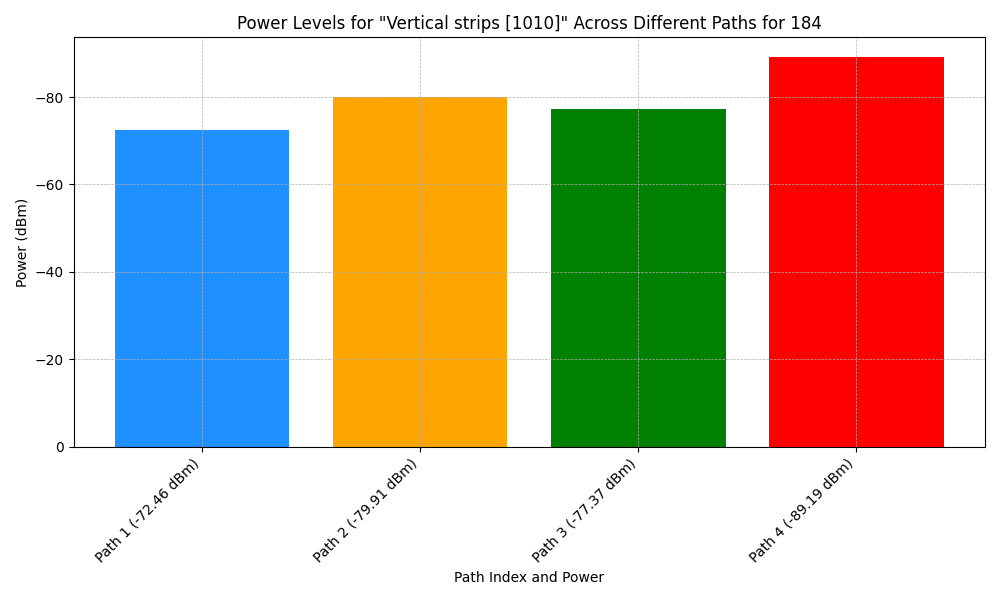 Power Levels for "Vertical strips [1010]" Across Different Paths for 184
Power (dBm)
−80
−60
−40
−20
0
Path 1 (-72.46 dBm)
Path 2 (-79.91 dBm)
Path 3 (-77.37 dBm)
Path 4 (-89.19 dBm)
Path Index and Power